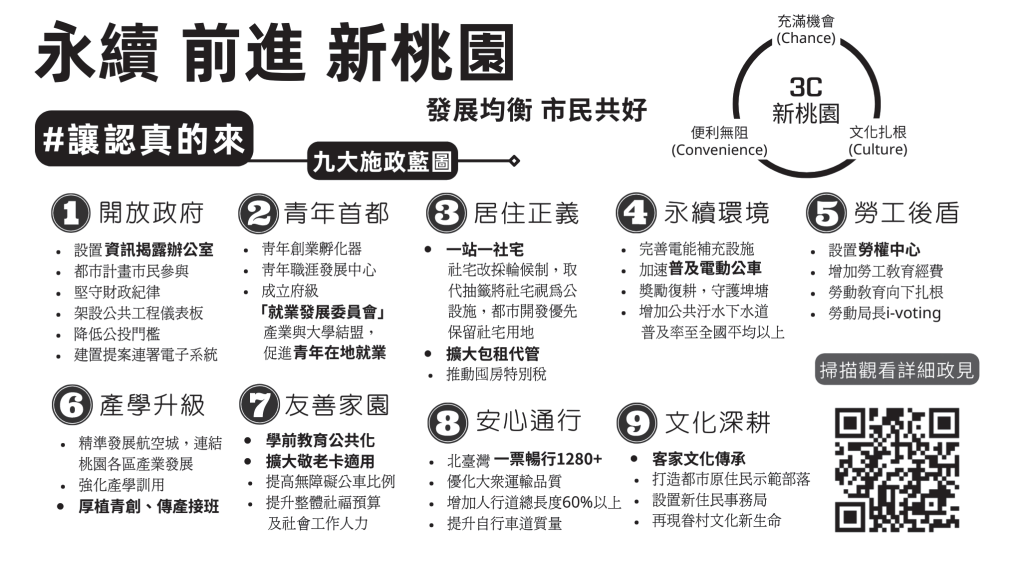 永續 前進 新桃園
發展均衡 市民共好
#讓認真的來
九大施政藍圖
充滿機會
(Chance)
3C
新桃園
便利無阻
(Convenience)
文化扎根
(Culture)
1 開放政府
• 設置資訊揭露辦公室
• 都市計畫市民參與
• 堅守財政紀律
• 架設公共工程儀表板
• 降低公投門檻
• 建置提案連署電子系統
2 青年首都
• 青年創業孵化器
• 青年職涯發展中心
• 成立府級
「就業發展委員會」
產業與大學結盟，
促進青年在地就業
3 居住正義
• 一站一社宅
社宅改採輪候制，取
代抽籤將社宅視為公
設施，都市開發優先
保留社宅用地
• 擴大包租代管
• 推動囤房特別稅
4 永續環境
• 完善電能補充設施
• 加速普及電動公車
• 獎勵復耕，守護埤塘
• 增加公共汙水下水道
普及率至全國平均以上
5 勞工後盾
• 設置勞權中心
• 增加勞工教育經費
• 勞動教育向下扎根
• 勞動局長i-voting
掃描觀看詳細政見
6 產學升級
• 精準發展航空城，連結
桃園各區產業發展
• 強化產學訓用
• 厚植青創、傳產接班
7 友善家園
• 學前教育公共化
• 擴大敬老卡適用
• 提高無障礙公車比例
• 提升整體社福預算
及社會工作人力
8 安心通行
• 北臺灣 一票暢行1280+
• 優化大眾運輸品質
• 增加人行道總長度60%以上
• 提升自行車道質量
9 文化深耕
• 客家文化傳承
• 打造都市原住民示範部落
• 設置新住民事務局
• 再現眷村文化新生命